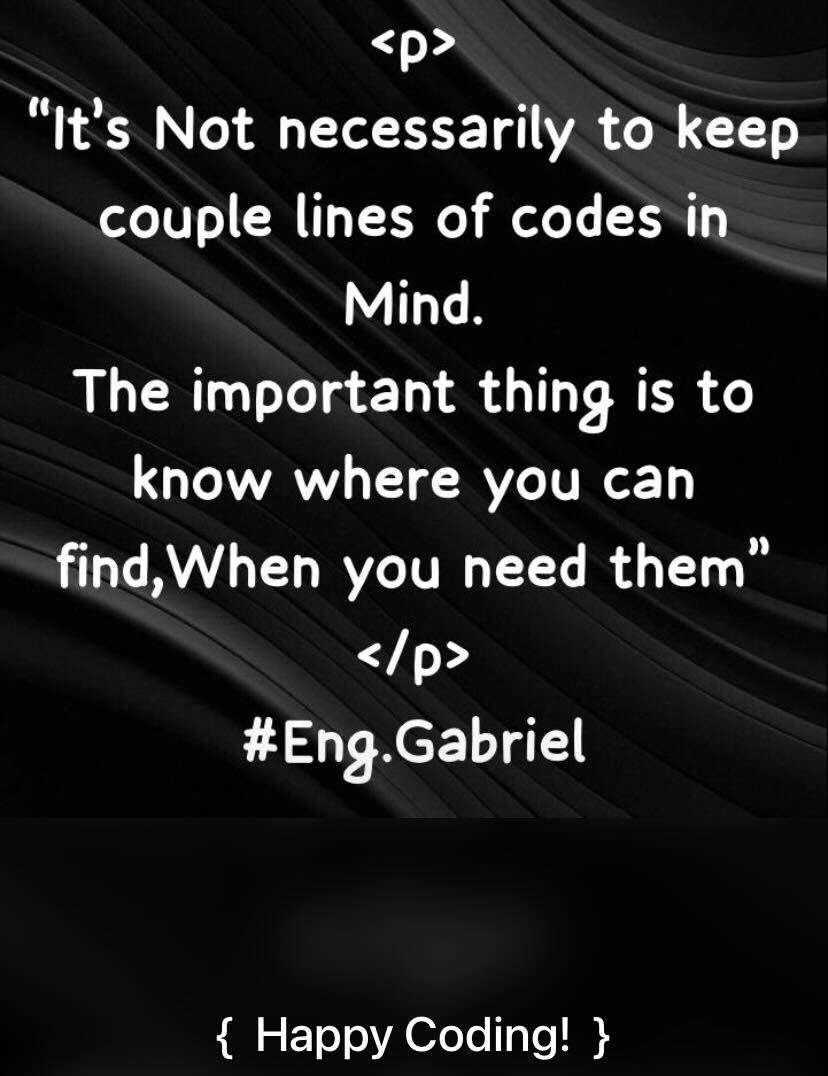 <p>
“It’s Not necessarily to keep
couple lines of codes in
Mind.
The important thing is to
know where you can
find,When you need them”
</p>
#Eng.Gabriel
{ Happy Coding! }